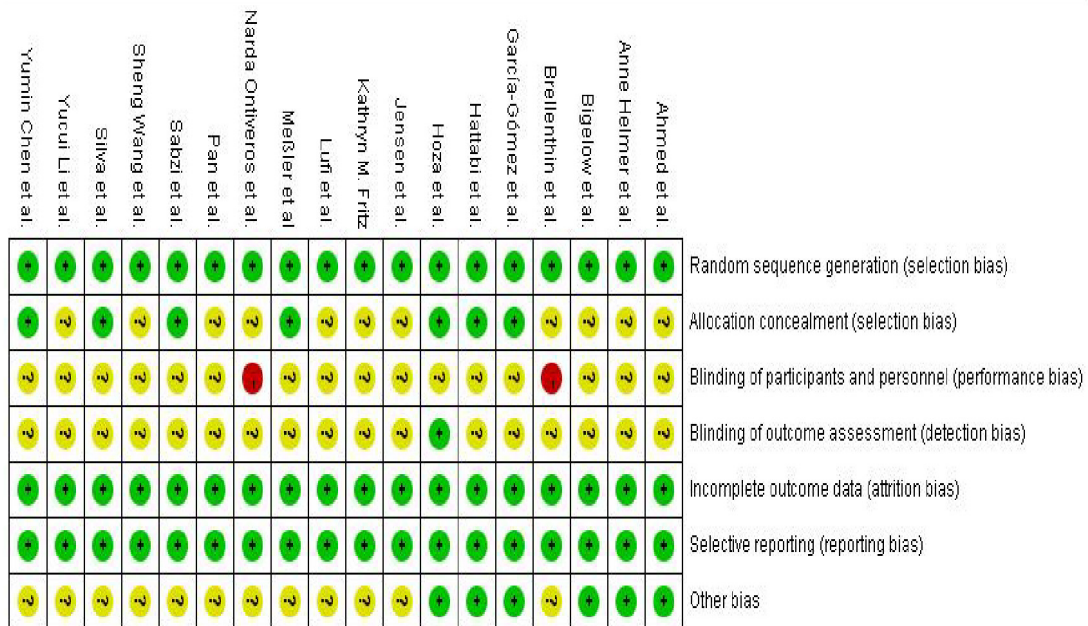 Yumin Chen et al.
Yucui Li et al.
Silva et al.
Sheng Wang et al.
Sabzi et al.
Pan et al.
Narda Ontiveros et al.
Meßler et al
Lufi et al.
Kathryn M. Fritz
Jensen et al.
Hoza et al.
Hattabi et al.
García-Gómez et al.
Brellenthin et al.
Bigelow et al.
Anne Helmer et al.
Ahmed et al.
+ + + + + + + + + + + + + + + + + + Random sequence generation (selection bias)
+ ? + ? + ? ? + ? ? ? + + + ? ? ? ? Allocation concealment (selection bias)
? ? ? ? ? ? - ? ? ? ? ? ? ? - ? ? ? Blinding of participants and personnel (performance bias)
? ? ? ? ? ? ? ? ? ? ? + ? ? ? ? ? ? Blinding of outcome assessment (detection bias)
+ + + + + + + + + + + + + + + + + + Incomplete outcome data (attrition bias)
+ + + + + + + + + + + + + + + + + + Selective reporting (reporting bias)
? ? ? ? ? ? ? ? ? ? ? + + + ? + + + Other bias